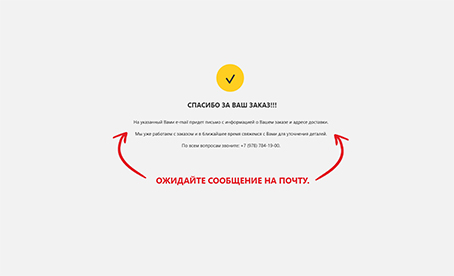 СПАСИБО ЗА ВАШ ЗАКАЗ!!!
На указанный Вами e-mail придет письмо с информацией о Вашем заказе и адресе доставки.
Мы уже работаем с заказом и в ближайшее время свяжемся с Вами для уточнения деталей.
По всем вопросам звоните: +7 (978)-784-19-00.
ОЖИДАЙТЕ СООБЩЕНИЕ НА ПОЧТУ.